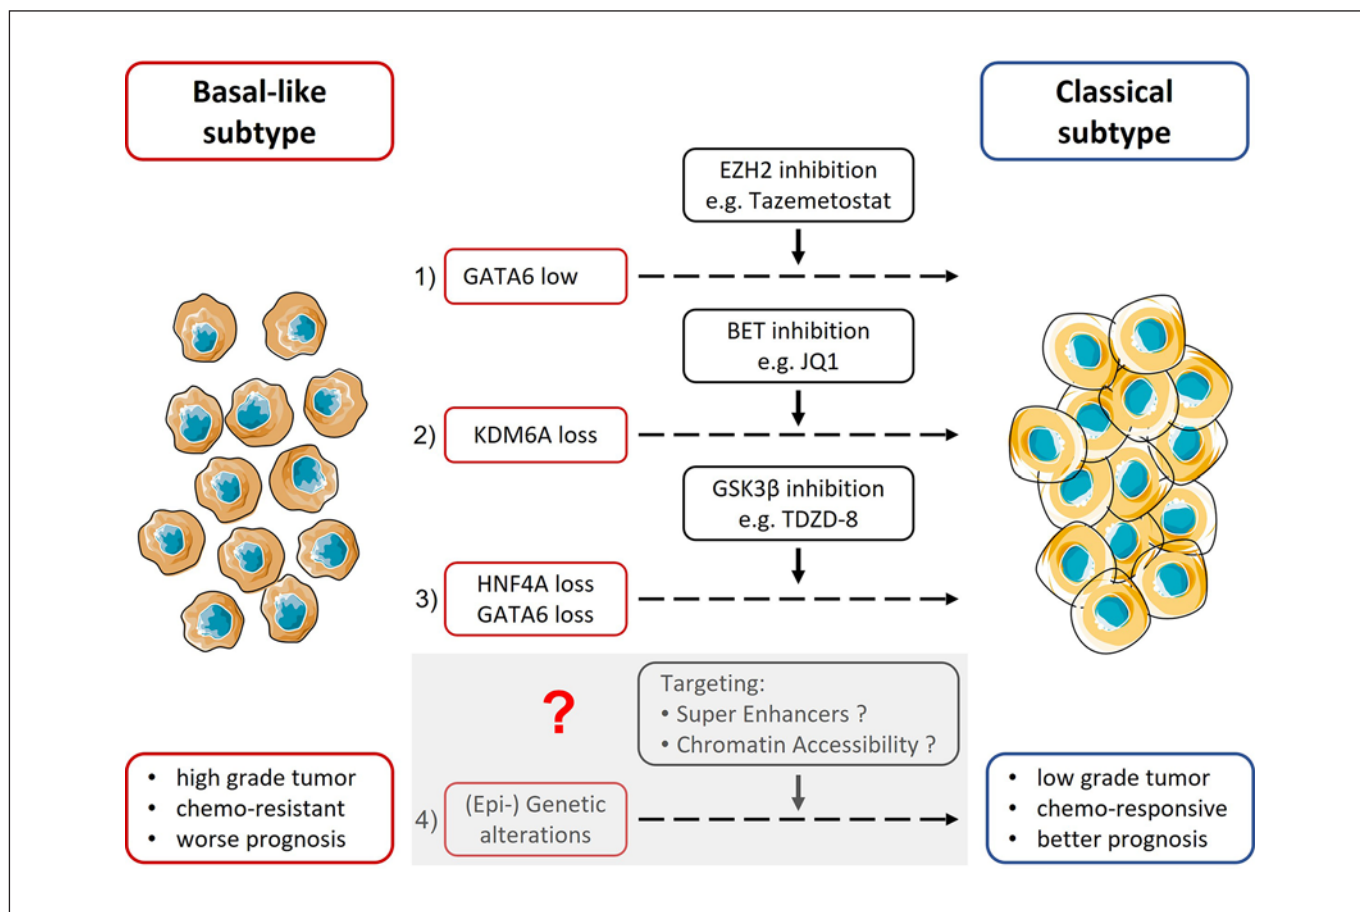 Basal-like
subtype
Classical
subtype
EZH2 inhibition
e.g. Tazemetostat
1) GATA6 low
BET inhibition
e.g. JQ1
2) KDM6A loss
GSK3β inhibition
e.g. TDZD-8
3) HNF4A loss
GATA6 loss
?
Targeting:
• Super Enhancers ?
• Chromatin Accessibility ?
4) (Epi-) Genetic
alterations
• high grade tumor
• chemo-resistant
• worse prognosis
• low grade tumor
• chemo-responsive
• better prognosis